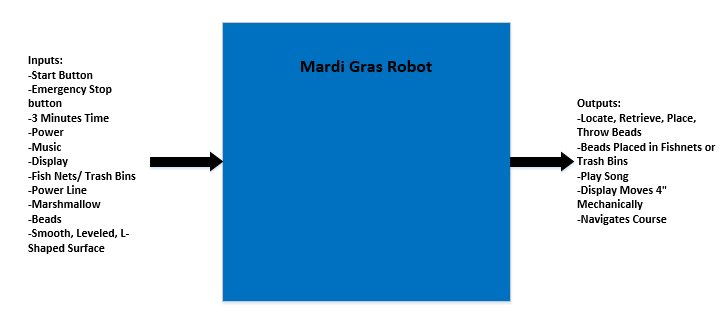 Inputs:
-Start Button
-Emergency Stop
button
-3 Minutes Time
-Power
-Music
-Display
-Fish Nets/ Trash Bins
-Power Line
-Marshmallow
-Beads
-Smooth, Leveled, L-
Shaped Surface
Mardi Gras Robot
Outputs:
-Locate, Retrieve, Place,
Throw Beads
-Beads Placed in Fishnets or
Trash Bins
-Play Song
-Display Moves 4"
Mechanically
-Navigates Course